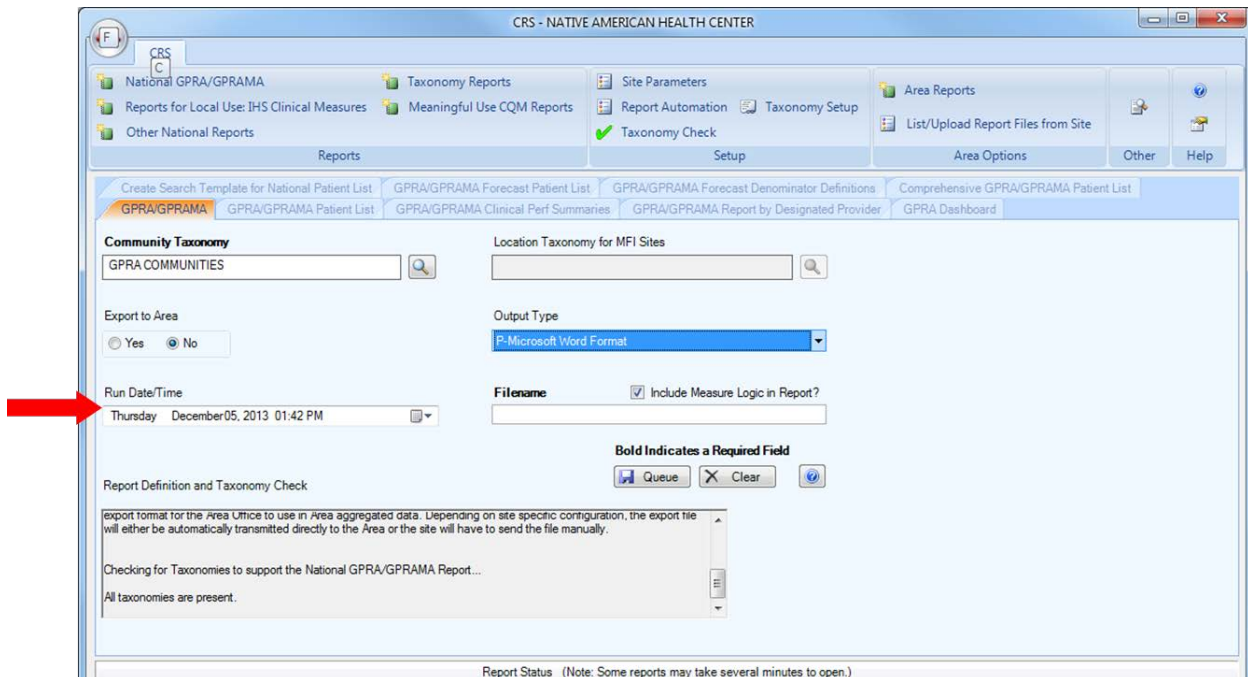 CRS - NATIVE AMERICAN HEALTH CENTER
F
CRS
C
National GPRA/GPRAMA
Taxonomy Reports
Site Parameters
Area Reports
Reports for Local Use: IHS Clinical Measures
Meaningful Use CQM Reports
Report Automation
Taxonomy Setup
List/Upload Report Files from Site
Other National Reports
Taxonomy Check
Reports
Setup
Area Options
Other
Help
Create Search Template for National Patient List
GPRA/GPRAMA Forecast Patient List
GPRA/GPRAMA Forecast Denominator Definitions
Comprehensive GPRA/GPRAMA Patient List
GPRA/GPRAMA
GPRA/GPRAMA Patient List
GPRA/GPRAMA Clinical Perf Summaries
GPRA/GPRAMA Report by Designated Provider
GPRA Dashboard
Community Taxonomy
Location Taxonomy for MFI Sites
GPRA COMMUNITIES
Export to Area
Output Type
Yes
No
P-Microsoft Word Format
Run Date/Time
Filename
Include Measure Logic in Report?
Thursday December 05, 2013 01:42 PM
Bold Indicates a Required Field
Queue
Clear
Report Definition and Taxonomy Check
export format for the Area Office to use in Area aggregated data. Depending on site specific configuration, the export file
will either be automatically transmitted directly to the Area or the site will have to send the file manually.
Checking for Taxonomies to support the National GPRA/GPRAMA Report...
All taxonomies are present.
Report Status (Note: Some reports may take several minutes to open.)